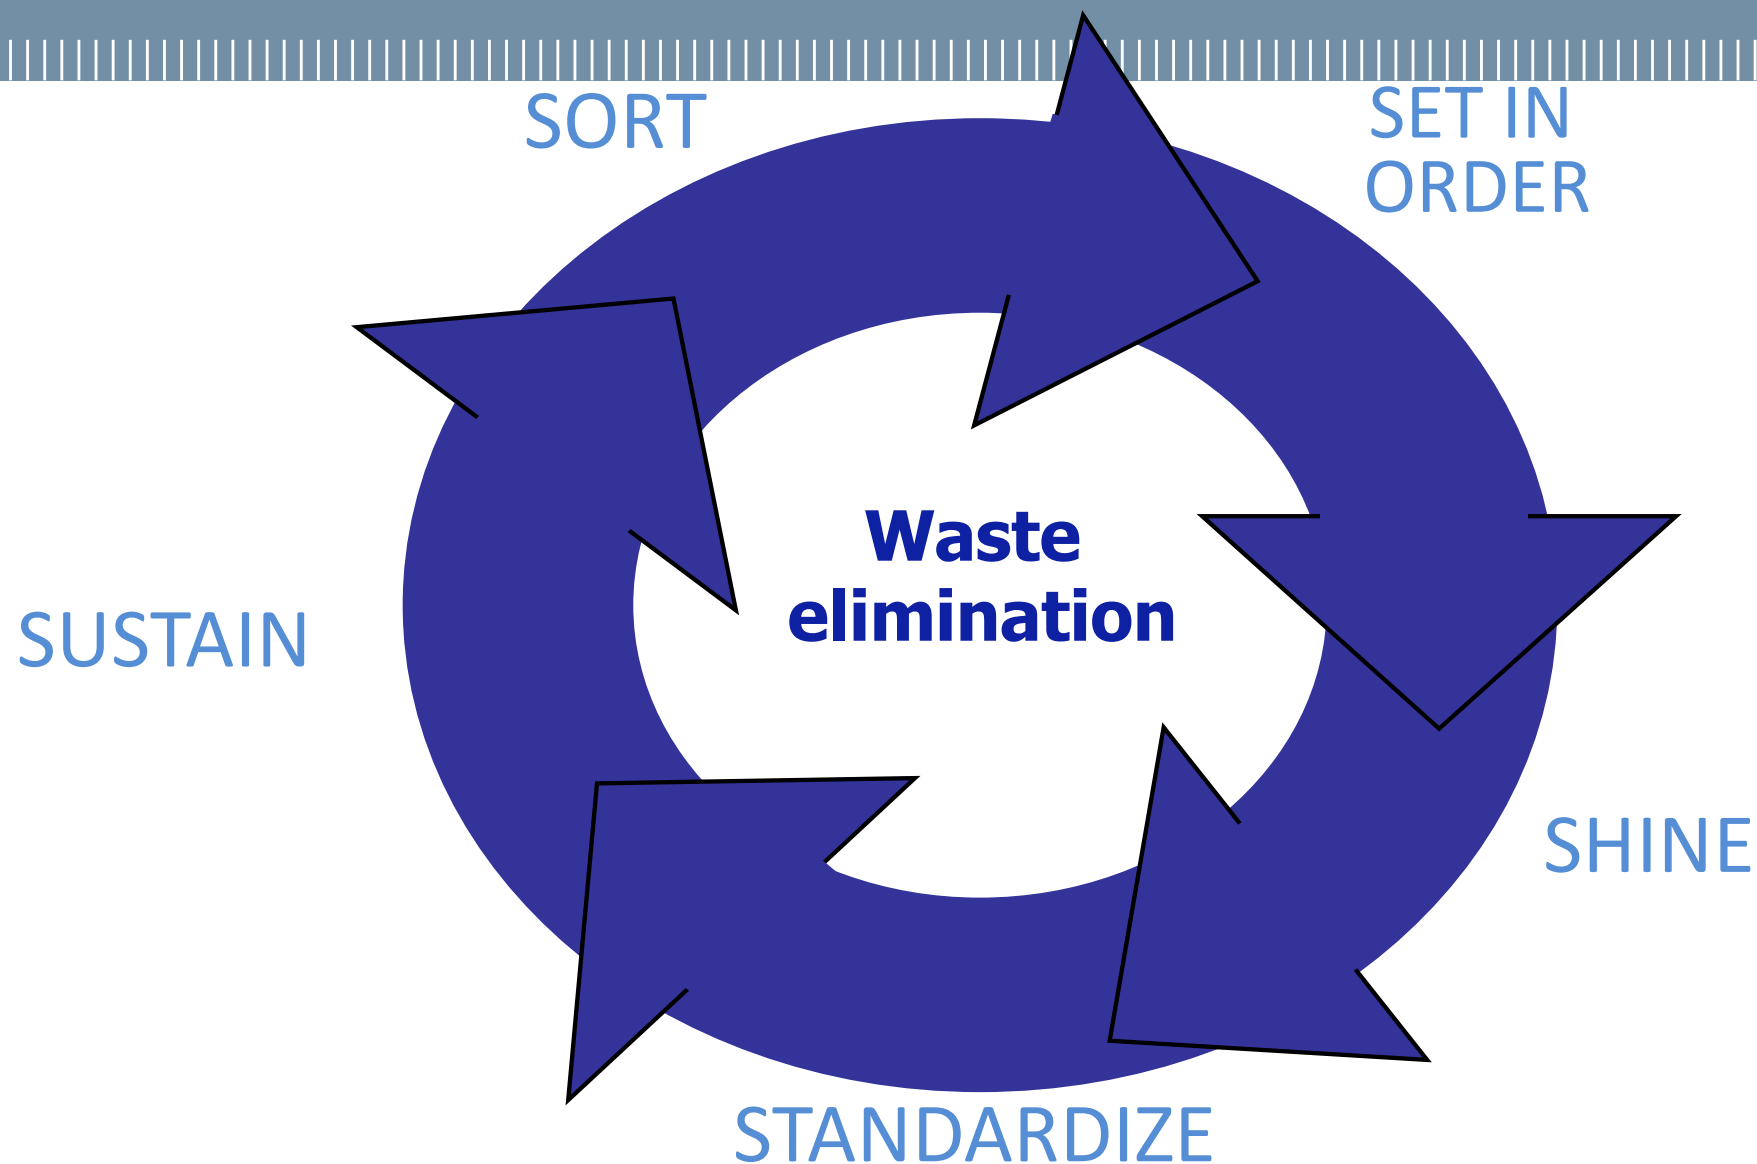 SORT
SET IN
ORDER
Waste
elimination
SUSTAIN
SHINE
STANDARDIZE